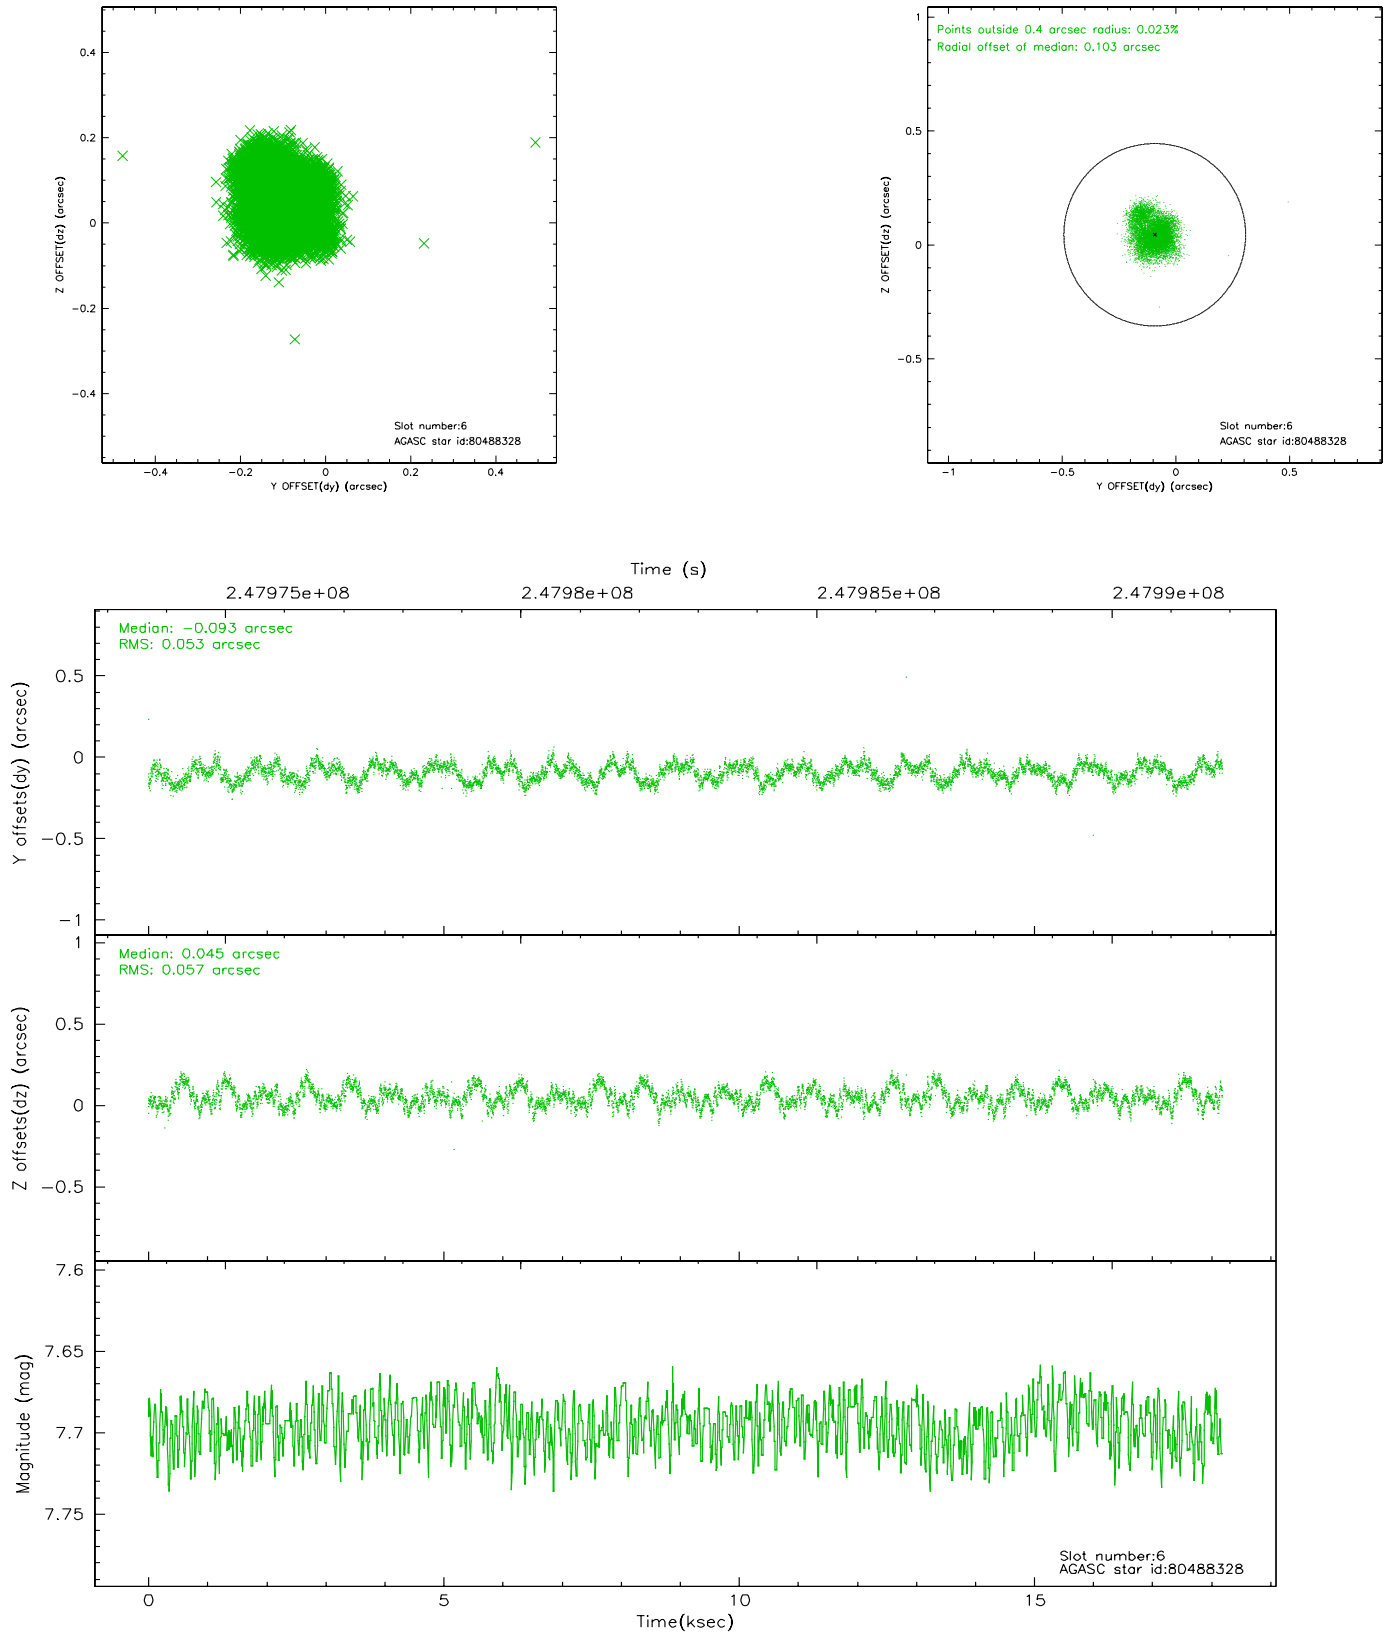 0.4
0.2
0
−0.2
−0.4
Z OFFSET(dz) (arcsec)
Slot number:6
AGASC star id:80488328
−0.4 −0.2 0 0.2 0.4
Y OFFSET(dy) (arcsec)
Points outside 0.4 arcsec radius: 0.023%
Radial offset of median: 0.103 arcsec
1
0.5
0
−0.5
Z OFFSET(dz) (arcsec)
Slot number:6
AGASC star id:80488328
−1 −0.5 0 0.5
Y OFFSET(dy) (arcsec)
Time (s)
2.47975e+08 2.4798e+08 2.47985e+08 2.4799e+08
Median: −0.093 arcsec
RMS: 0.053 arcsec
0.5
0
−0.5
−1
Y offsets(dy) (arcsec)
Median: 0.045 arcsec
RMS: 0.057 arcsec
1
0.5
0
−0.5
Z offsets(dz) (arcsec)
7.6
7.65
7.7
7.75
Magnitude (mag)
Slot number:6
AGASC star id:80488328
0 5 10 15
Time(ksec)